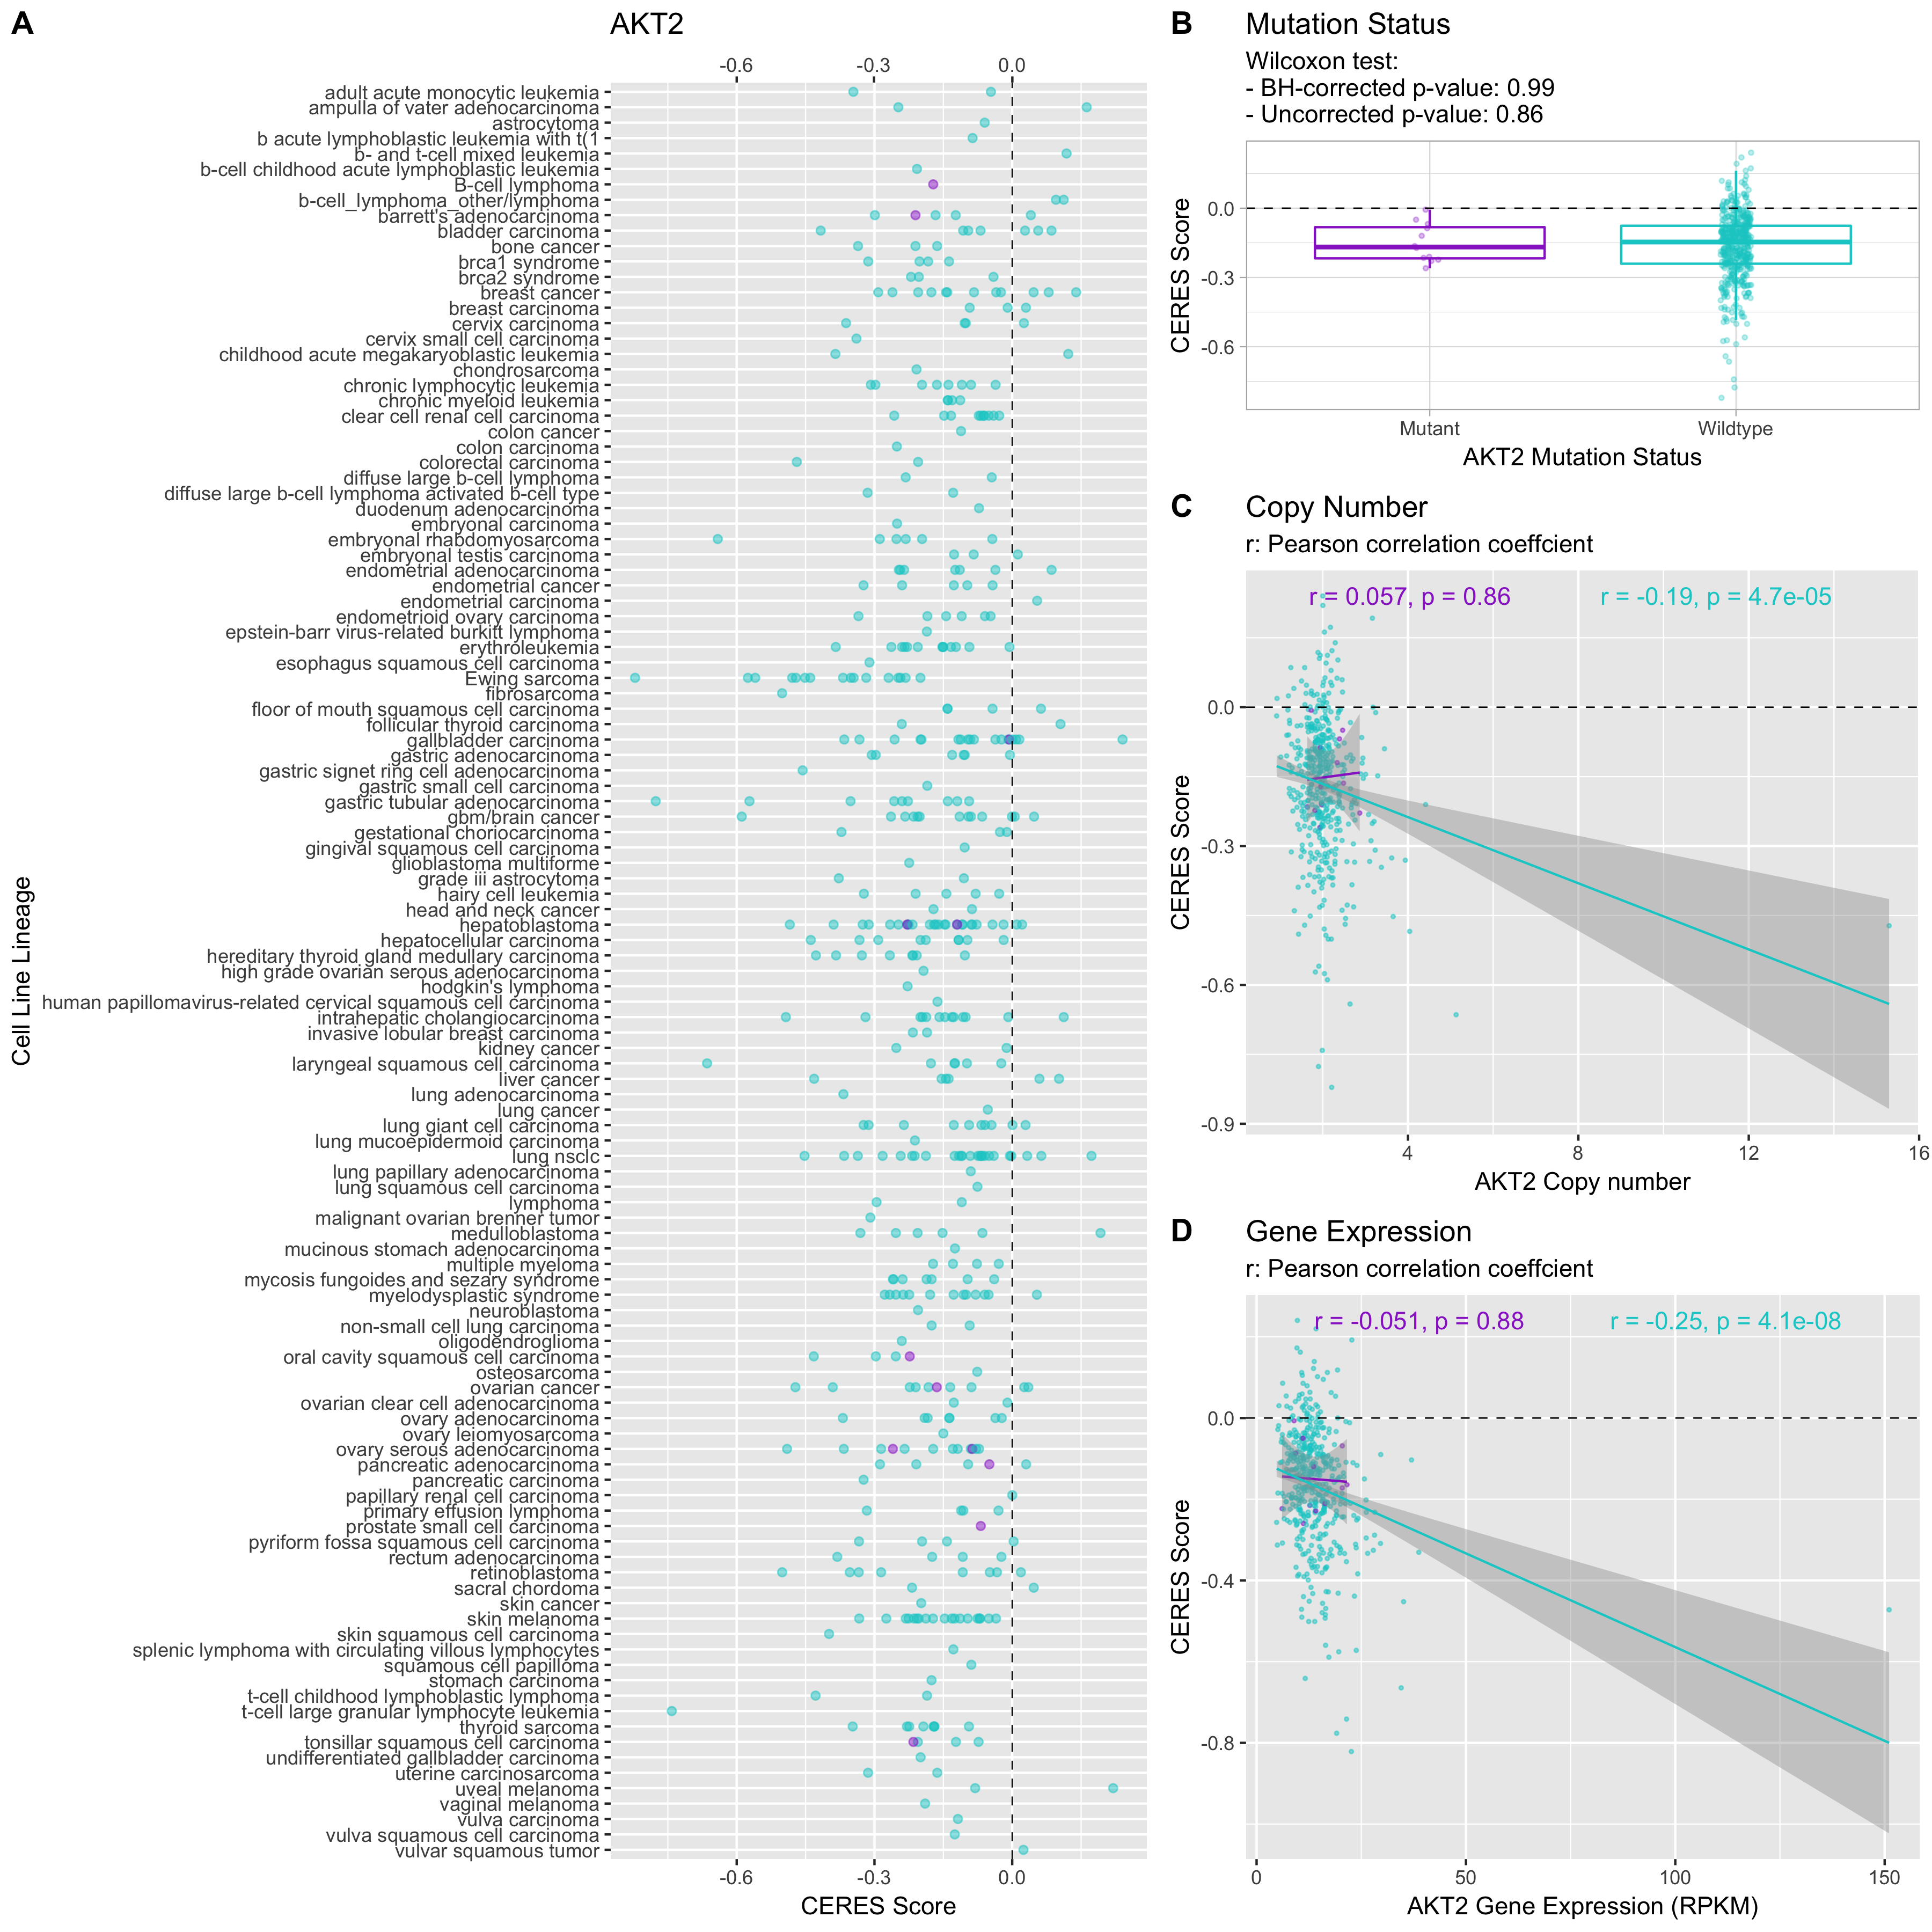 A
AKT2
-0.6 -0.3 0.0
Cell Line Lineage
adult acute monocytic leukemia
ampulla of vater adenocarcinoma
astrocytoma
b acute lymphoblastic leukemia with t(1
b- and t-cell mixed leukemia
b-cell childhood acute lymphoblastic leukemia
B-cell lymphoma
b-cell_lymphoma_other/lymphoma
barrett's adenocarcinoma
bladder carcinoma
bone cancer
brca1 syndrome
brca2 syndrome
breast cancer
breast carcinoma
cervix carcinoma
cervix small cell carcinoma
childhood acute megakaryoblastic leukemia
chondrosarcoma
chronic lymphocytic leukemia
chronic myeloid leukemia
clear cell renal cell carcinoma
colon cancer
colon carcinoma
colorectal carcinoma
diffuse large b-cell lymphoma
diffuse large b-cell lymphoma activated b-cell type
duodenum adenocarcinoma
embryonal carcinoma
embryonal rhabdomyosarcoma
embryonal testis carcinoma
endometrial adenocarcinoma
endometrial cancer
endometrial carcinoma
endometrioid ovary carcinoma
epstein-barr virus-related burkitt lymphoma
erythroleukemia
esophagus squamous cell carcinoma
Ewing sarcoma
fibrosarcoma
floor of mouth squamous cell carcinoma
follicular thyroid carcinoma
gallbladder carcinoma
gastric adenocarcinoma
gastric signet ring cell adenocarcinoma
gastric small cell carcinoma
gastric tubular adenocarcinoma
gbm/brain cancer
gestational choriocarcinoma
gingival squamous cell carcinoma
glioblastoma multiforme
grade iii astrocytoma
hairy cell leukemia
head and neck cancer
hepatoblastoma
hepatocellular carcinoma
hereditary thyroid gland medullary carcinoma
high grade ovarian serous adenocarcinoma
hodgkin's lymphoma
human papillomavirus-related cervical squamous cell carcinoma
intrahepatic cholangiocarcinoma
invasive lobular breast carcinoma
kidney cancer
laryngeal squamous cell carcinoma
liver cancer
lung adenocarcinoma
lung cancer
lung giant cell carcinoma
lung mucoepidermoid carcinoma
lung nsclc
lung papillary adenocarcinoma
lung squamous cell carcinoma
lymphoma
malignant ovarian brenner tumor
medulloblastoma
mucinous stomach adenocarcinoma
multiple myeloma
mycosis fungoides and sezary syndrome
myelodysplastic syndrome
neuroblastoma
non-small cell lung carcinoma
oligodendroglioma
oral cavity squamous cell carcinoma
osteosarcoma
ovarian cancer
ovarian clear cell adenocarcinoma
ovary adenocarcinoma
ovary leiomyosarcoma
ovary serous adenocarcinoma
pancreatic adenocarcinoma
pancreatic carcinoma
papillary renal cell carcinoma
primary effusion lymphoma
prostate small cell carcinoma
pyriform fossa squamous cell carcinoma
rectum adenocarcinoma
retinoblastoma
sacral chordoma
skin cancer
skin melanoma
skin squamous cell carcinoma
splenic lymphoma with circulating villous lymphocytes
squamous cell papilloma
stomach carcinoma
t-cell childhood lymphoblastic lymphoma
t-cell large granular lymphocyte leukemia
thyroid sarcoma
tonsillar squamous cell carcinoma
undifferentiated gallbladder carcinoma
uterine carcinosarcoma
uveal melanoma
vaginal melanoma
vulva carcinoma
vulva squamous cell carcinoma
vulvar squamous tumor
-0.6 -0.3 0.0
CERES Score
B
Mutation Status
Wilcoxon test:
- BH-corrected p-value: 0.99
- Uncorrected p-value: 0.86
CERES Score
0.0
-0.3
-0.6
Mutant Wildtype
AKT2 Mutation Status
C
Copy Number
r: Pearson correlation coeffcient
r = 0.057, p = 0.86 r = -0.19, p = 4.7e-05
CERES Score
0.0
-0.3
-0.6
-0.9
4 8 12 16
AKT2 Copy number
D
Gene Expression
r: Pearson correlation coeffcient
r = -0.051, p = 0.88 r = -0.25, p = 4.1e-08
CERES Score
0.0
-0.4
-0.8
0 50 100 150
AKT2 Gene Expression (RPKM)